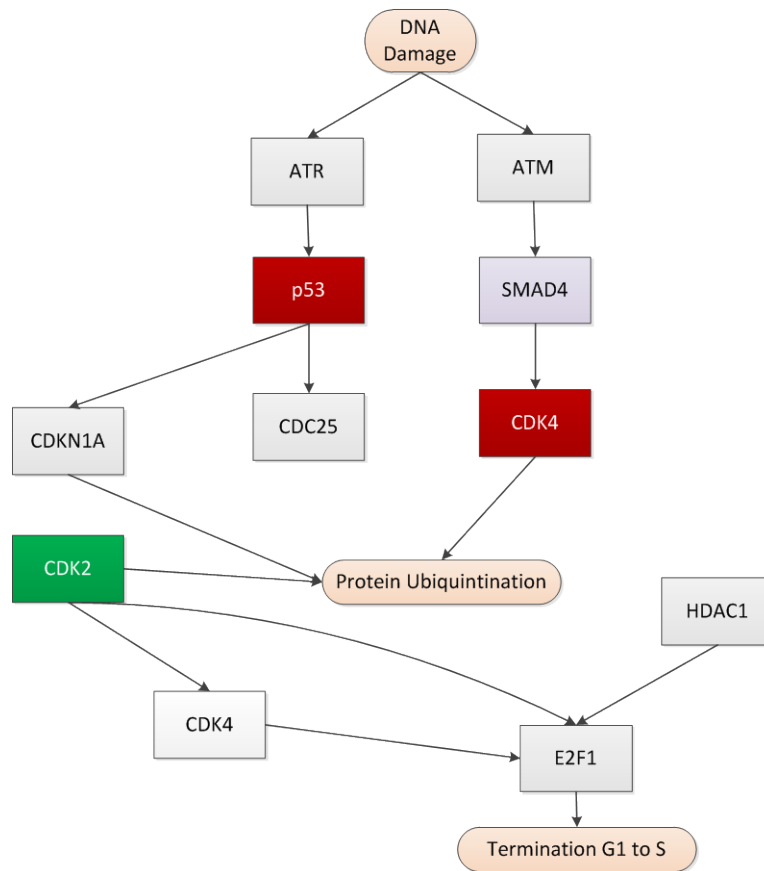 DNA
Damage
ATR
ATM
p53
SMAD4
CDKN1A
CDC25
CDK4
CDK2
Protein Ubiquintination
HDAC1
CDK4
E2F1
Termination G1 to S